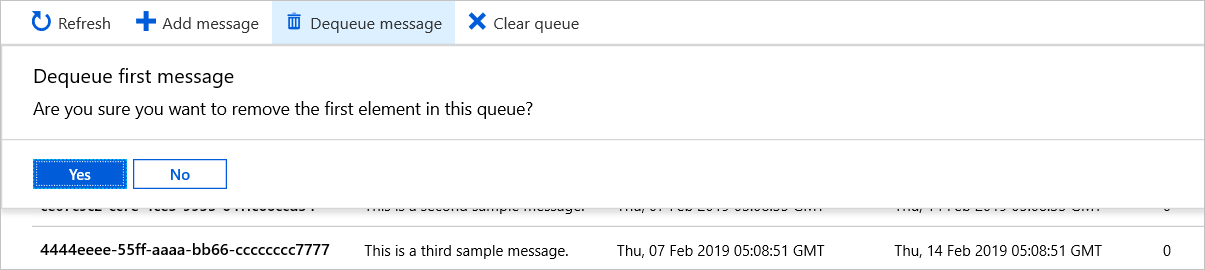 Refresh Add message Dequeue message Clear queue
Dequeue first message
Are you sure you want to remove the first element in this queue?
Yes No
This is a second sample message. Thu, 07 Feb 2019 05:08:35 GMT Thu, 14 Feb 2019 05:08:35 GMT 0
4444eeee-55ff-aaaa-bb66-cccccccc7777 This is a third sample message. Thu, 07 Feb 2019 05:08:51 GMT Thu, 14 Feb 2019 05:08:51 GMT 0